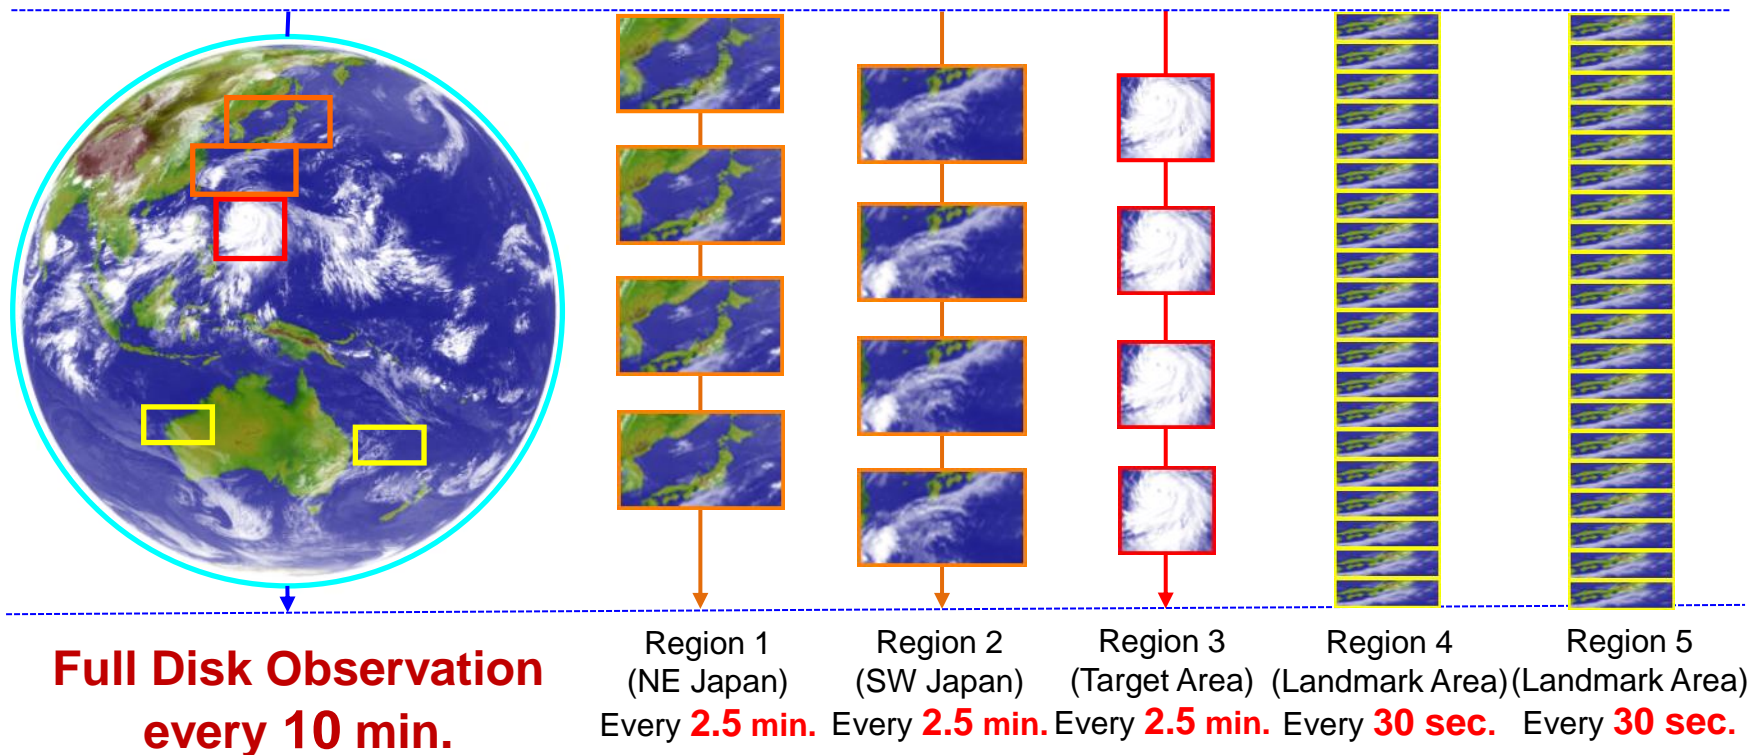 Full Disk Observation
every 10 min.
Region 1
(NE Japan)
Every 2.5 min.
Region 2
(SW Japan)
Every 2.5 min.
Region 3
(Target Area)
Every 2.5 min.
Region 4
(Landmark Area)
Every 30 sec.
Region 5
(Landmark Area)
Every 30 sec.